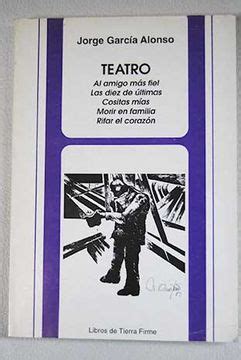 Jorge García Alonso
TEATRO
Al amigo más fiel
Las diez de últimas
Cositas mías
Morir en familia
Rifar el corazón
Libros de Tierra Firme